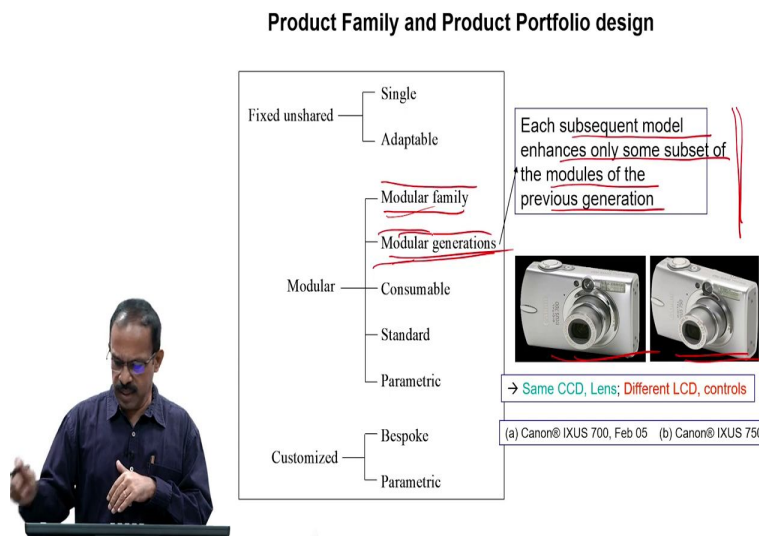 Product Family and Product Portfolio design
Fixed unshared
Single
Adaptable
Modular
Modular family
Modular generations
Consumable
Standard
Parametric
Customized
Bespoke
Parametric
Each subsequent model
enhances only some subset of
the modules of the
previous generation
→ Same CCD, Lens; Different LCD, controls
(a) Canon® IXUS 700, Feb 05 (b) Canon® IXUS 750